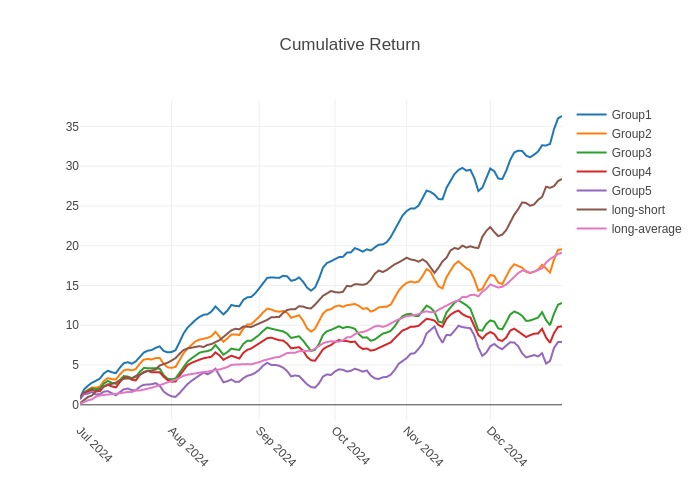 Cumulative Return
35
30
25
20
15
10
5
0
Jul 2024
Aug 2024
Sep 2024
Oct 2024
Nov 2024
Dec 2024
Group1
Group2
Group3
Group4
Group5
long-short
long-average